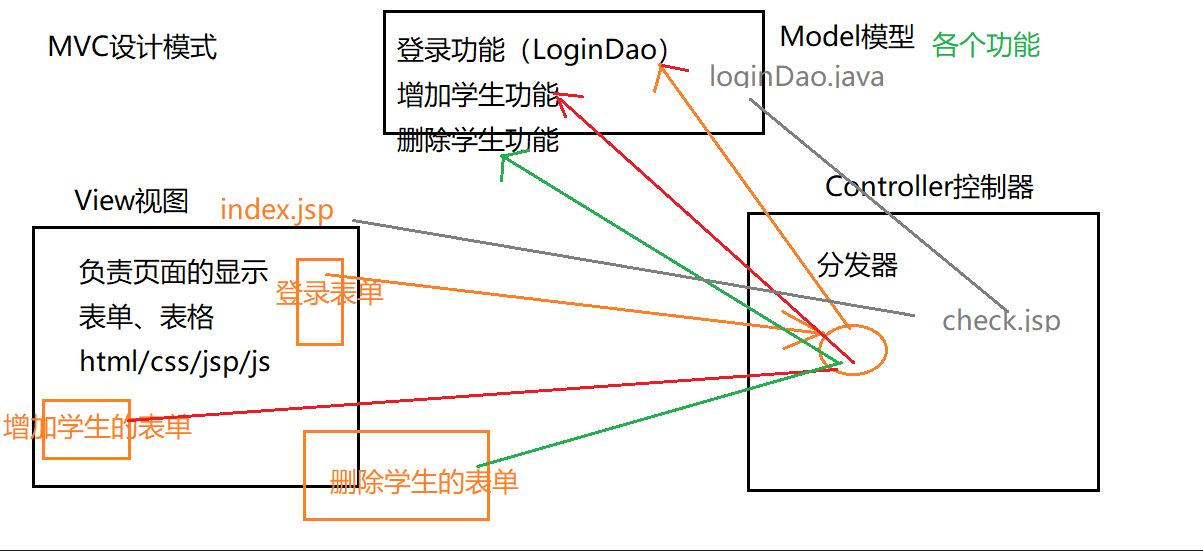 MVC设计模式
登录功能（LoginDao）
增加学生功能
删除学生功能
Model模型
各个功能
loginDao.java
View视图
index.jsp
负责页面的显示
表单、表格
html/css/jsp/js
登录表单
增加学生的表单
删除学生的表单
Controller控制器
分发器
check.jsp